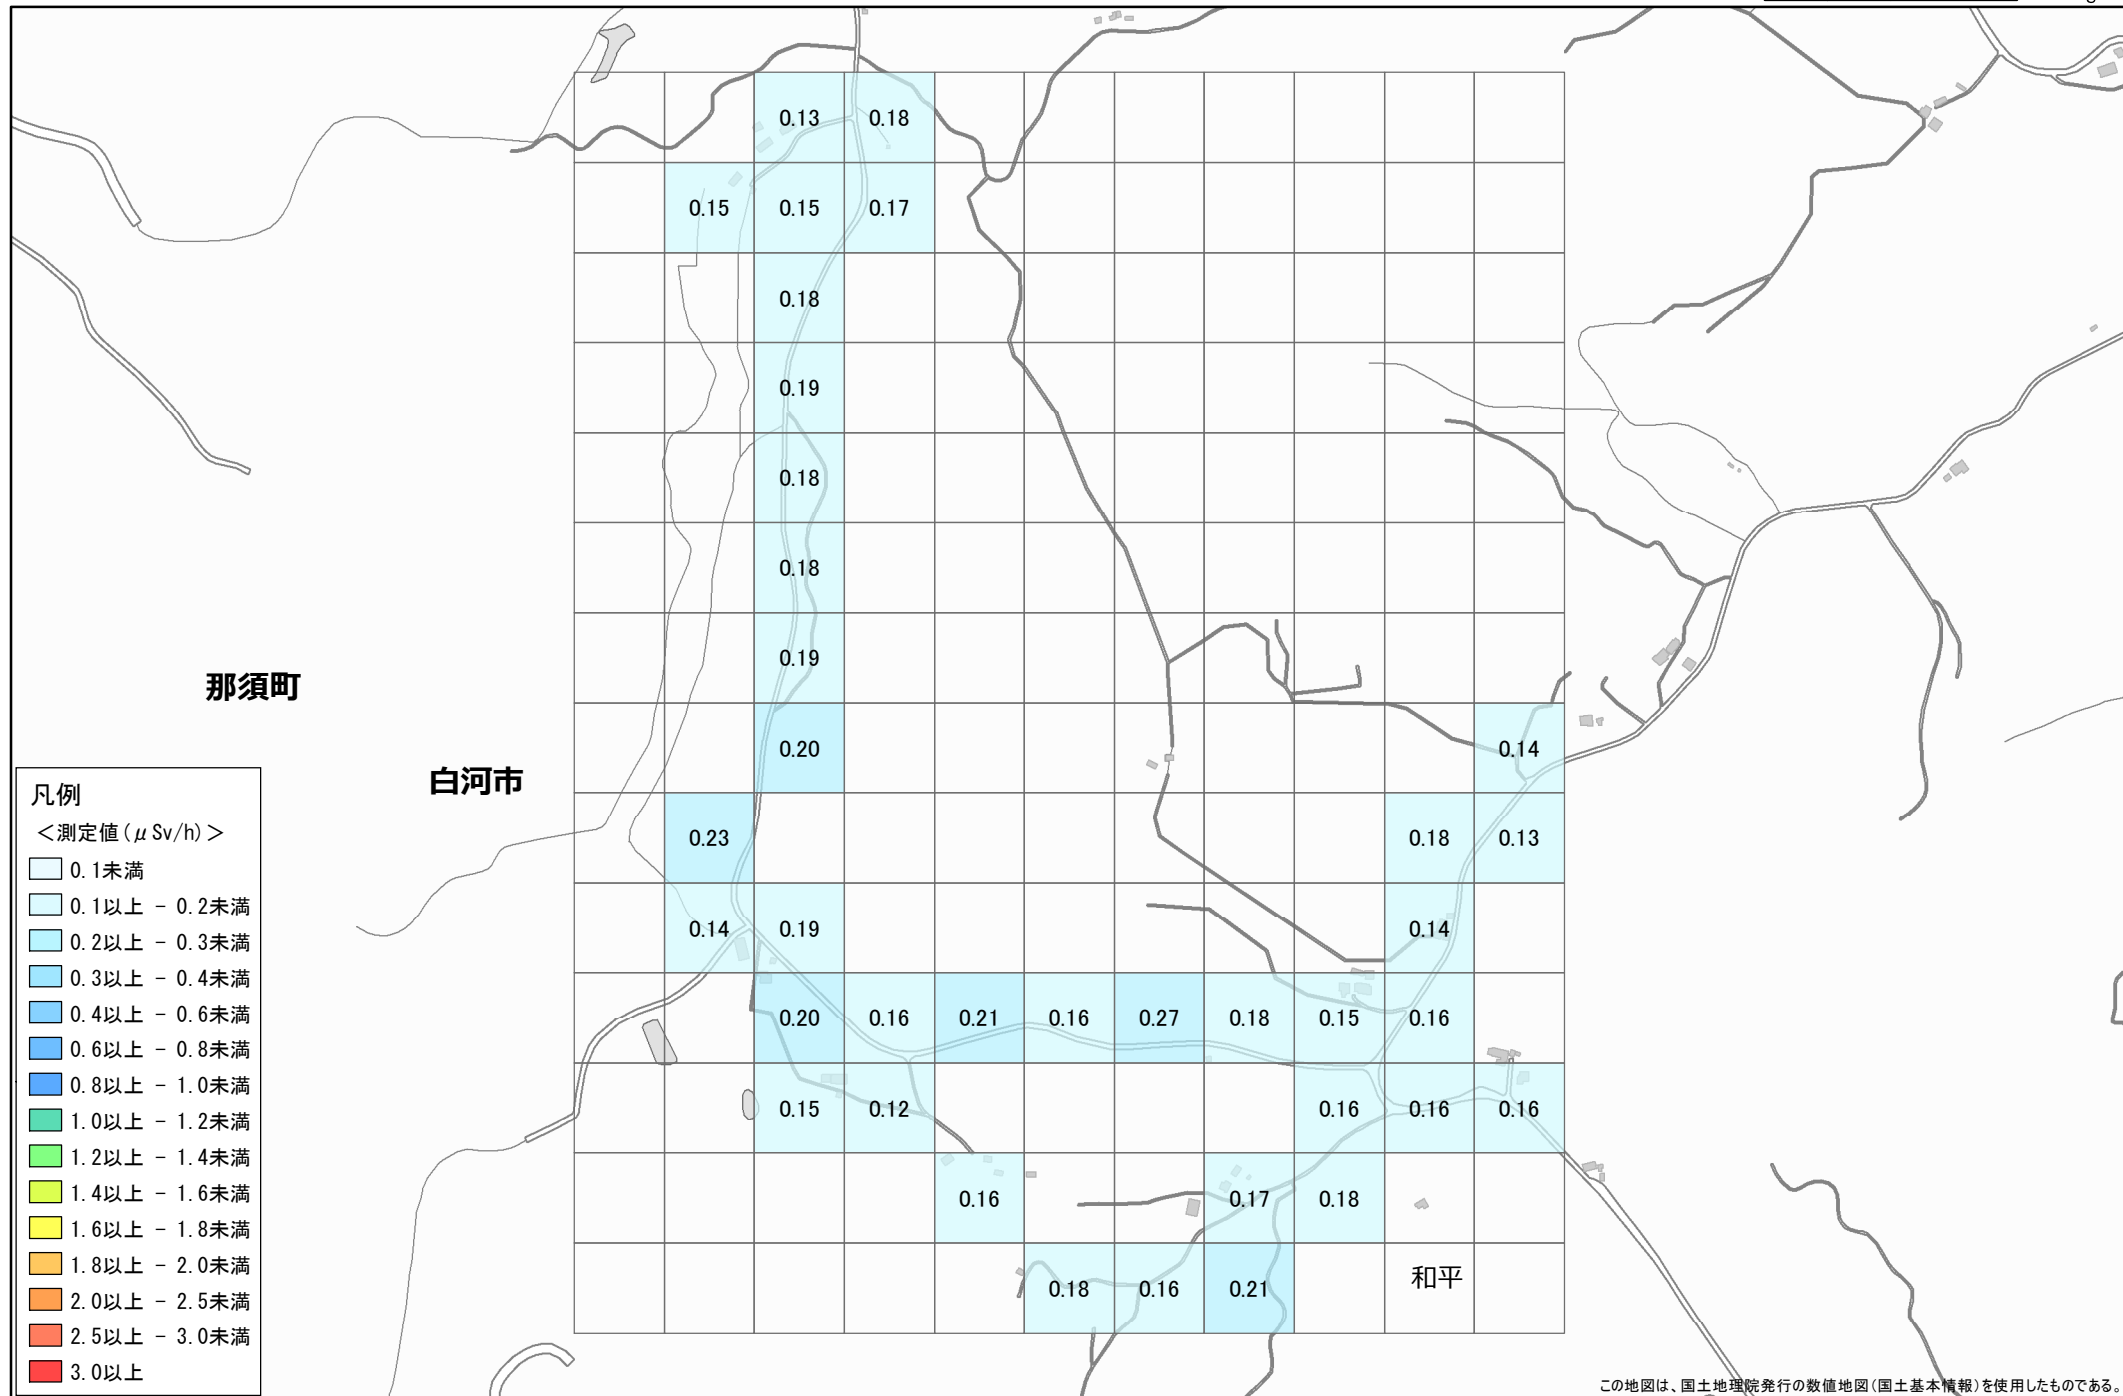 0.13 0.18
0.15 0.15 0.17
0.18
0.19
0.18
0.18
0.19
那須町
0.20 0.14
白河市
0.23 0.18 0.13
0.14 0.19 0.14
0.20 0.16 0.21 0.16 0.27 0.18 0.15 0.16
0.15 0.12 0.16 0.16 0.16
0.16 0.17 0.18
0.18 0.16 0.21
和平
凡例
＜測定値(μSv/h)＞
0.1未満
0.1以上 － 0.2未満
0.2以上 － 0.3未満
0.3以上 － 0.4未満
0.4以上 － 0.6未満
0.6以上 － 0.8未満
0.8以上 － 1.0未満
1.0以上 － 1.2未満
1.2以上 － 1.4未満
1.4以上 － 1.6未満
1.6以上 － 1.8未満
1.8以上 － 2.0未満
2.0以上 － 2.5未満
2.5以上 － 3.0未満
3.0以上
この地図は、国土地理院発行の数値地図(国土基本情報)を使用したものである。